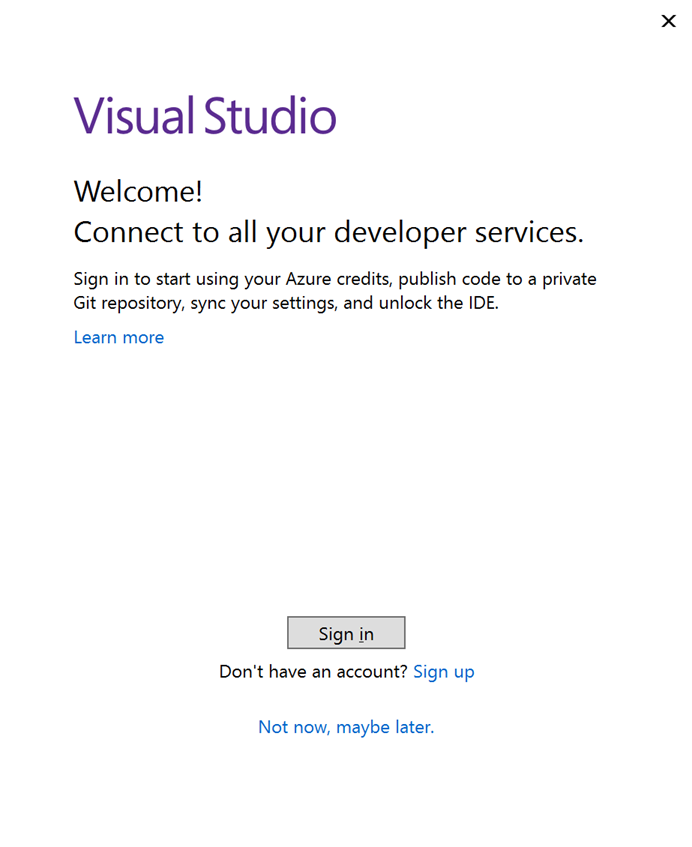 Visual Studio
Welcome!
Connect to all your developer services.
Sign in to start using your Azure credits, publish code to a private
Git repository, sync your settings, and unlock the IDE.
Learn more
Sign in
Don't have an account? Sign up
Not now, maybe later.